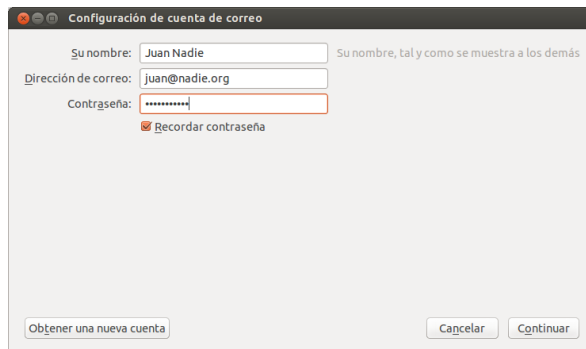 Configuración de cuenta de correo
Su nombre: Juan Nadie Su nombre, tal y como se muestra a los demás
Dirección de correo: juan@nadie.org
Contraseña: •••••••••••
Recordar contraseña
Obtener una nueva cuenta Cancelar Continuar